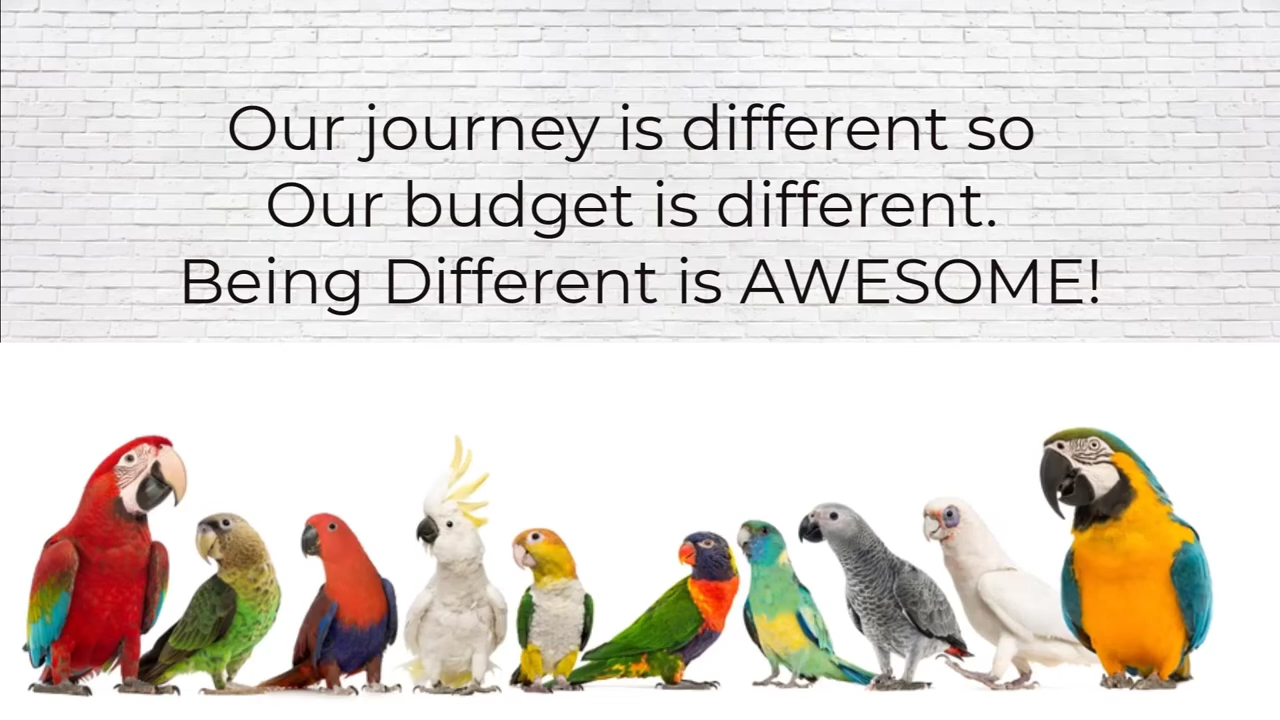 Our journey is different so
Our budget is different.
Being Different is AWESOME!